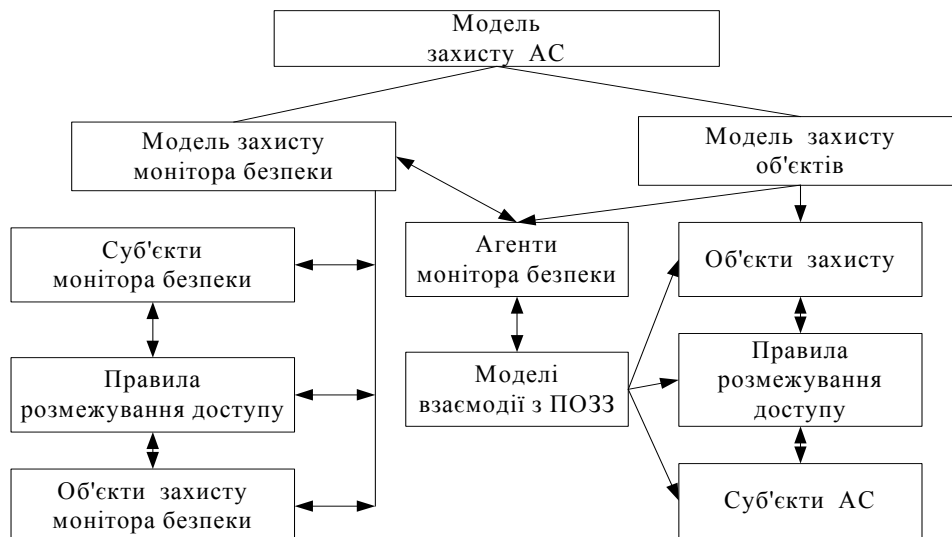 Модель
захисту АС
Модель захисту
монітора безпеки
Модель захисту
об'єктів
Суб'єкти
монітора безпеки
Агенти
монітора безпеки
Об'єкти захисту
Правила
розмежування доступу
Моделі
взаємодії з ПОЗЗ
Правила
розмежування
доступу
Об'єкти захисту
монітора безпеки
Суб'єкти АС